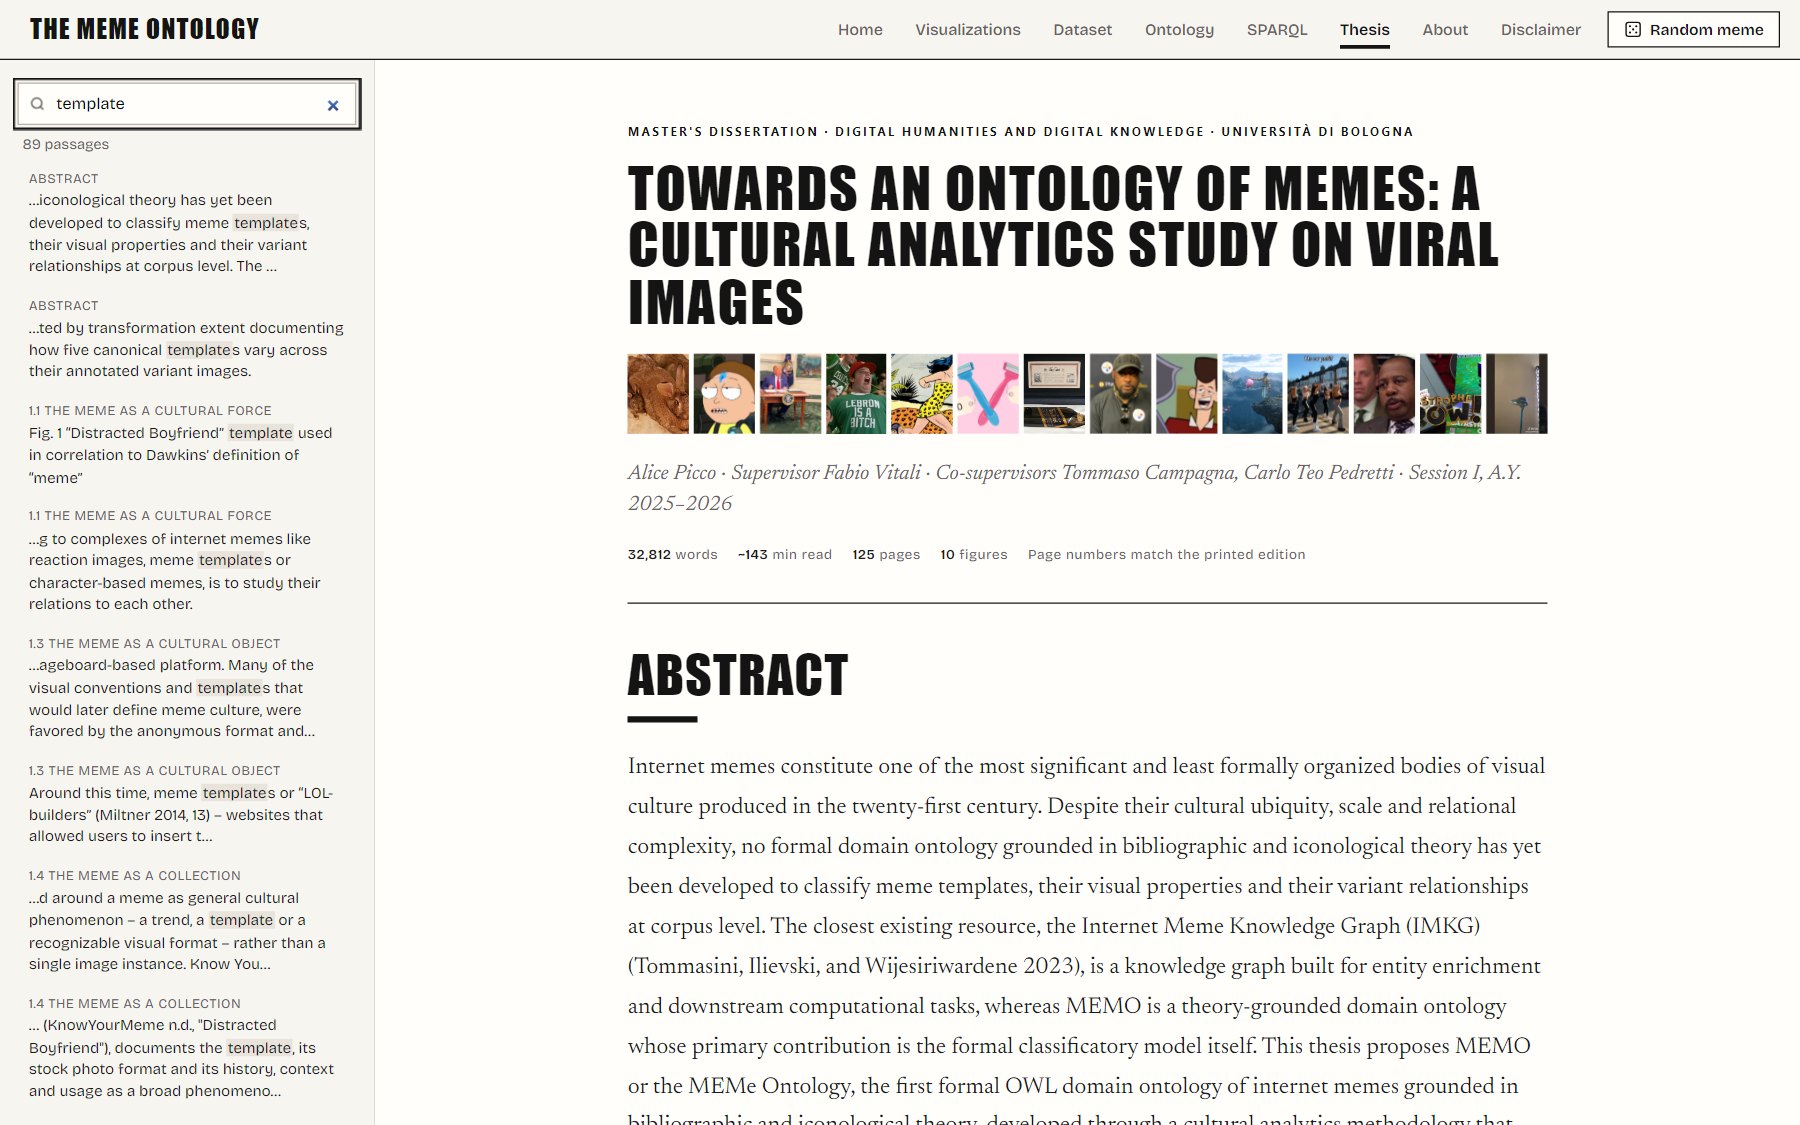 THE MEME ONTOLOGY
Home
Visualizations
Dataset
Ontology
SPARQL
Thesis
About
Disclaimer
Random meme
template
89 passages
ABSTRACT
...iconological theory has yet been
developed to classify meme templates,
their visual properties and their variant
relationships at corpus level. The ...
ABSTRACT
...ted by transformation extent documenting
how five canonical templates vary across
their annotated variant images.
1.1 THE MEME AS A CULTURAL FORCE
Fig. 1 “Distracted Boyfriend” template used
in correlation to Dawkins’ definition of
“meme”
1.1 THE MEME AS A CULTURAL FORCE
...g to complexes of internet memes like
reaction images, meme templates or
character-based memes, is to study their
relations to each other.
1.3 THE MEME AS A CULTURAL OBJECT
...ageboard-based platform. Many of the
visual conventions and templates that
would later define meme culture, were
favored by the anonymous format and...
1.3 THE MEME AS A CULTURAL OBJECT
Around this time, meme templates or “LOL-
builders” (Miltner 2014, 13) – websites that
allowed users to insert t...
1.4 THE MEME AS A COLLECTION
...d around a meme as general cultural
phenomenon – a trend, a template or a
recognizable visual format – rather than a
single image instance. Know You...
1.4 THE MEME AS A COLLECTION
... (KnowYourMeme n.d., "Distracted
Boyfriend"), documents the template, its
stock photo format and its history, context
and usage as a broad phenomeno...
MASTER'S DISSERTATION · DIGITAL HUMANITIES AND DIGITAL KNOWLEDGE · UNIVERSITÀ DI BOLOGNA
TOWARDS AN ONTOLOGY OF MEMES: A
CULTURAL ANALYTICS STUDY ON VIRAL
IMAGES
LEBRON
IS A
BITCH
Alice Picco · Supervisor Fabio Vitali · Co-supervisors Tommaso Campagna, Carlo Teo Pedretti · Session I, A.Y.
2025–2026
32,812 words ~143 min read 125 pages 10 figures Page numbers match the printed edition
ABSTRACT
Internet memes constitute one of the most significant and least formally organized bodies of visual
culture produced in the twenty-first century. Despite their cultural ubiquity, scale and relational
complexity, no formal domain ontology grounded in bibliographic and iconological theory has yet
been developed to classify meme templates, their visual properties and their variant relationships
at corpus level. The closest existing resource, the Internet Meme Knowledge Graph (IMKG)
(Tommasini, Ilievski, and Wijesiriwardene 2023), is a knowledge graph built for entity enrichment
and downstream computational tasks, whereas MEMO is a theory-grounded domain ontology
whose primary contribution is the formal classificatory model itself. This thesis proposes MEMO
or the MEMe Ontology, the first formal OWL domain ontology of internet memes grounded in
bibliographic and iconological theory, developed through a cultural analytics methodology that